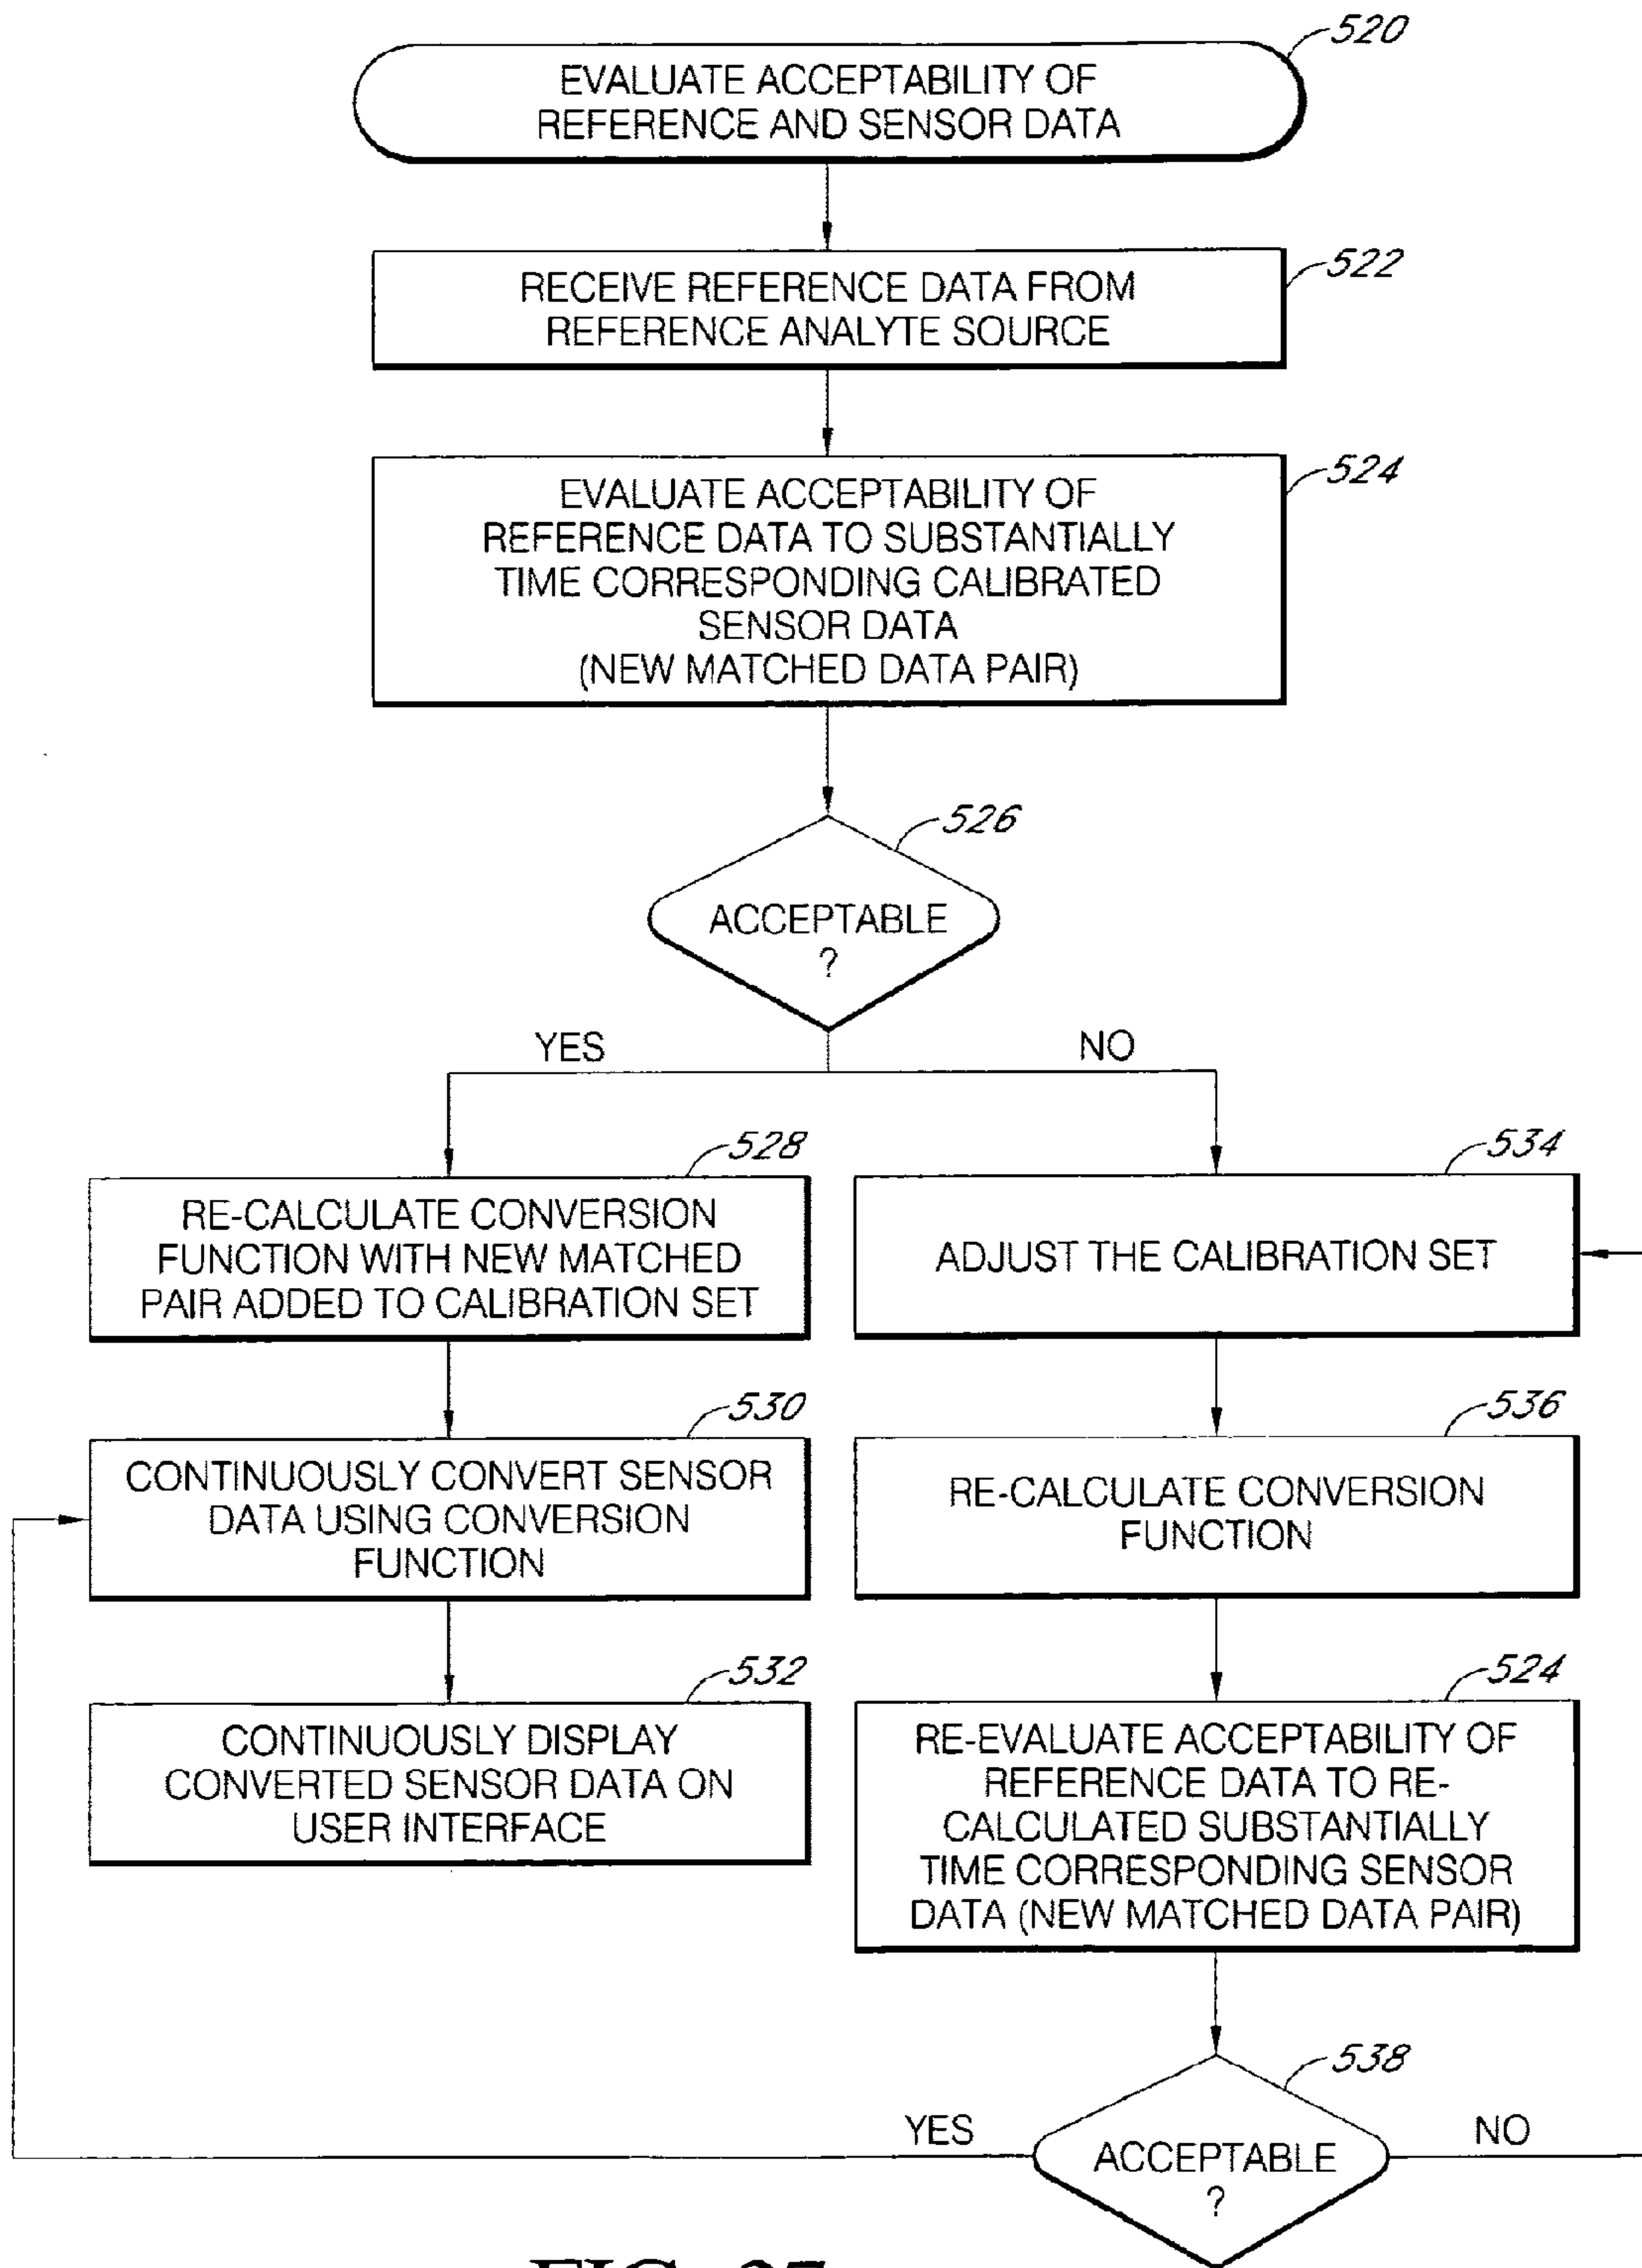 520
EVALUATE ACCEPTABILITY OF
REFERENCE AND SENSOR DATA
522
RECEIVE REFERENCE DATA FROM
REFERENCE ANALYTE SOURCE
524
EVALUATE ACCEPTABILITY OF
REFERENCE DATA TO SUBSTANTIALLY
TIME CORRESPONDING CALIBRATED
SENSOR DATA
(NEW MATCHED DATA PAIR)
526
ACCEPTABLE
?
YES
NO
528
RE-CALCULATE CONVERSION
FUNCTION WITH NEW MATCHED
PAIR ADDED TO CALIBRATION SET
530
CONTINUOUSLY CONVERT SENSOR
DATA USING CONVERSION
FUNCTION
532
CONTINUOUSLY DISPLAY
CONVERTED SENSOR DATA ON
USER INTERFACE
534
ADJUST THE CALIBRATION SET
536
RE-CALCULATE CONVERSION
FUNCTION
524
RE-EVALUATE ACCEPTABILITY OF
REFERENCE DATA TO RE-
CALCULATED SUBSTANTIALLY
TIME CORRESPONDING SENSOR
DATA (NEW MATCHED DATA PAIR)
538
YES
ACCEPTABLE
?
NO